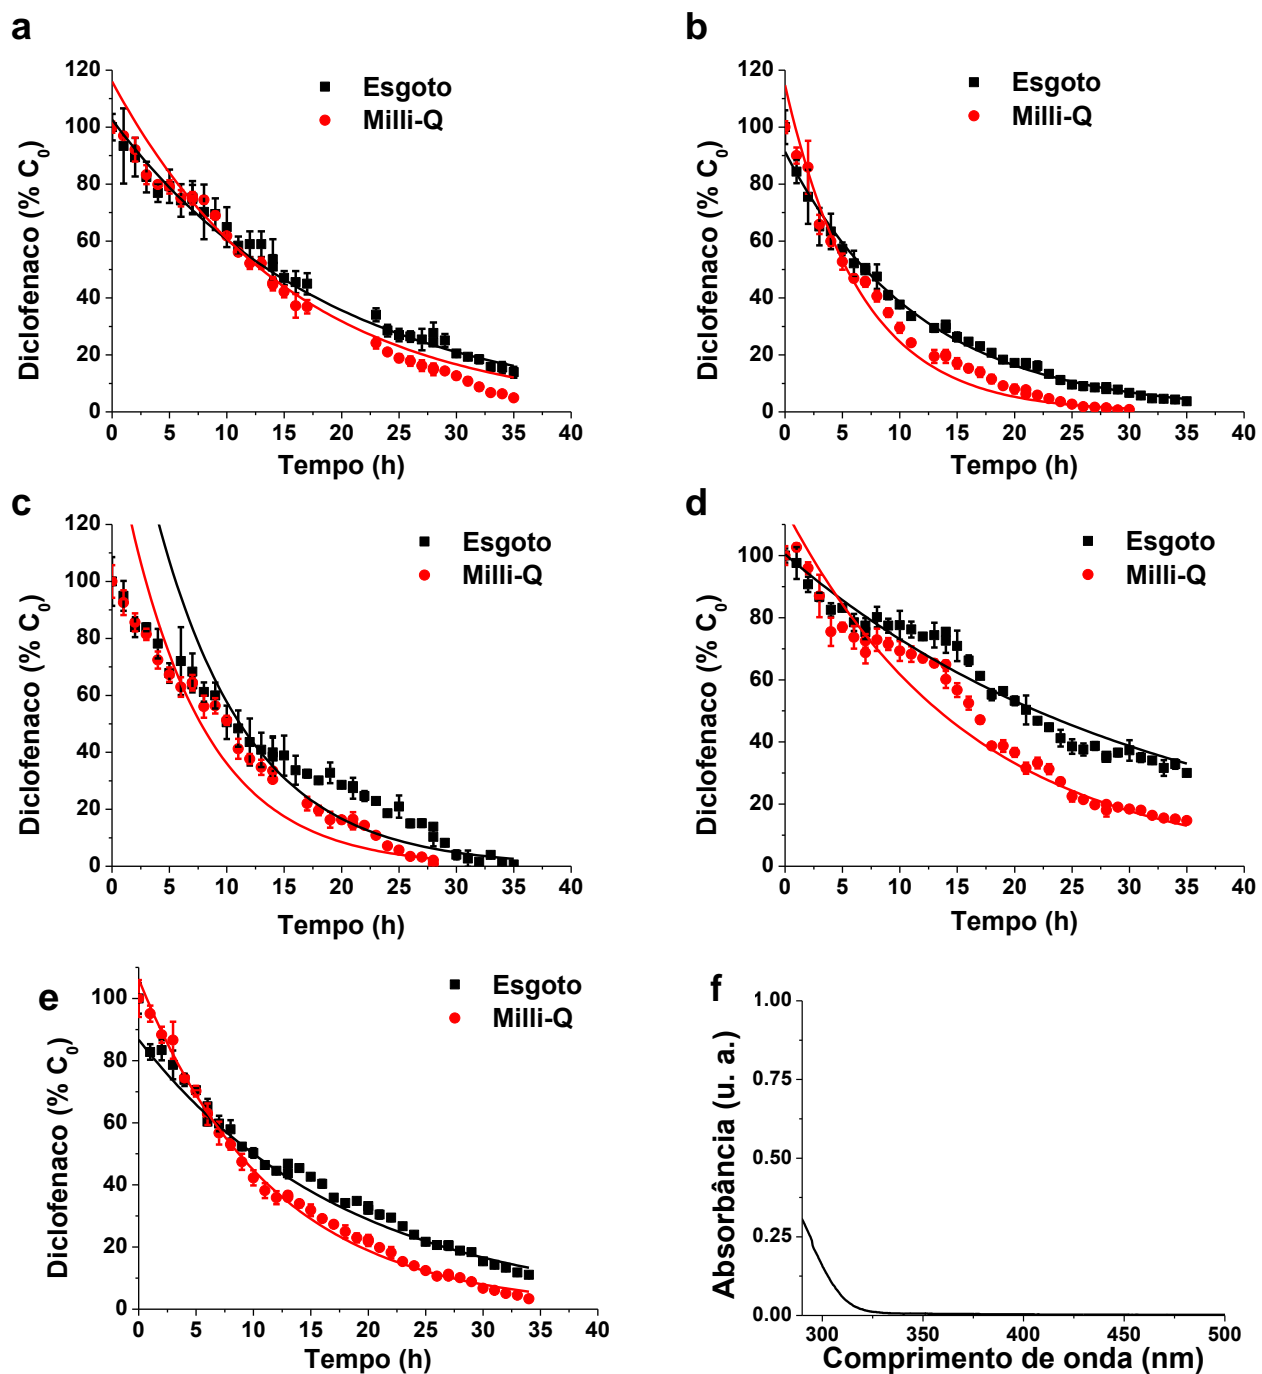 a
120
100
80
60
40
20
0
Diclofenaco (% C0)
Esgoto
Milli-Q
0 5 10 15 20 25 30 35 40
Tempo (h)
b
120
100
80
60
40
20
0
Diclofenaco (% C0)
Esgoto
Milli-Q
0 5 10 15 20 25 30 35 40
Tempo (h)
c
120
100
80
60
40
20
0
Diclofenaco (% C0)
Esgoto
Milli-Q
0 5 10 15 20 25 30 35 40
Tempo (h)
d
100
80
60
40
20
0
Diclofenaco (% C0)
Esgoto
Milli-Q
0 5 10 15 20 25 30 35 40
Tempo (h)
e
100
80
60
40
20
0
Diclofenaco (% C0)
Esgoto
Milli-Q
0 5 10 15 20 25 30 35 40
Tempo (h)
f
1.00
0.75
0.50
0.25
0.00
Absorbância (u. a.)
300 350 400 450 500
Comprimento de onda (nm)